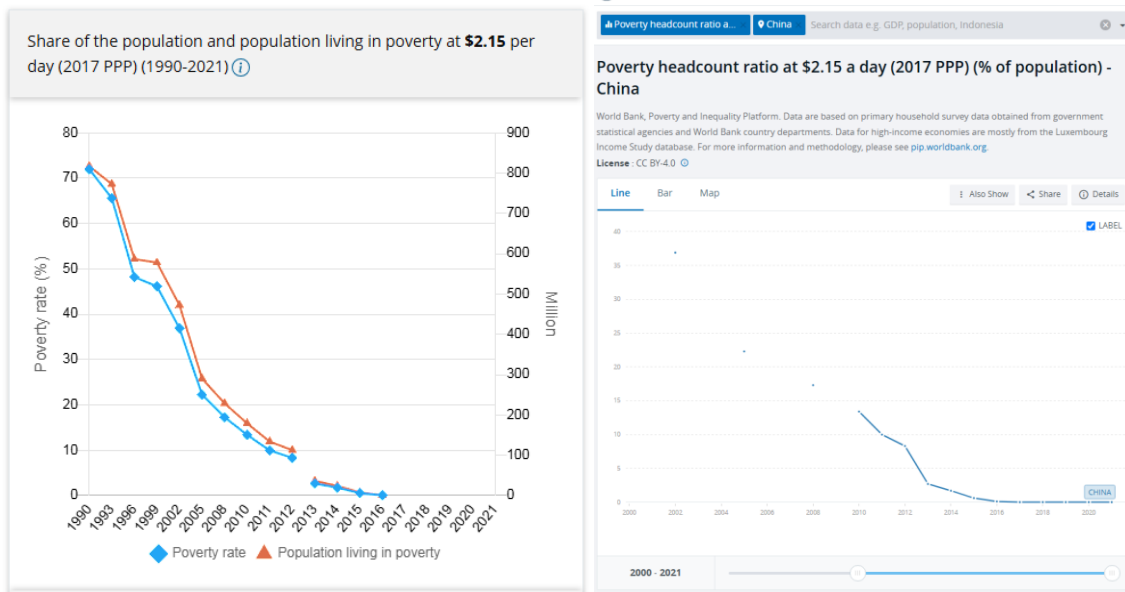 Share of the population and population living in poverty at $2.15 per
day (2017 PPP) (1990-2021)
80
70
60
50
40
30
20
10
0
Poverty rate (%)
900
800
700
600
500
400
300
200
100
0
Million
1990
1993
1996
1999
2002
2005
2008
2010
2011
2012
2013
2014
2015
2016
2017
2018
2019
2020
2021
Poverty rate
Population living in poverty
Poverty headcount ratio a...
China
Search data e.g. GDP, population, Indonesia
Poverty headcount ratio at $2.15 a day (2017 PPP) (% of population) -
China
World Bank, Poverty and Inequality Platform. Data are based on primary household survey data obtained from government
statistical agencies and World Bank country departments. Data for high-income economies are mostly from the Luxembourg
Income Study database. For more information and methodology, please see pip.worldbank.org.
License : CC BY-4.0
Line Bar Map
Also Show
Share
Details
LABEL
40
35
30
25
20
15
10
5
0
CHINA
2000 2002 2004 2006 2008 2010 2012 2014 2016 2018 2020
2000 - 2021